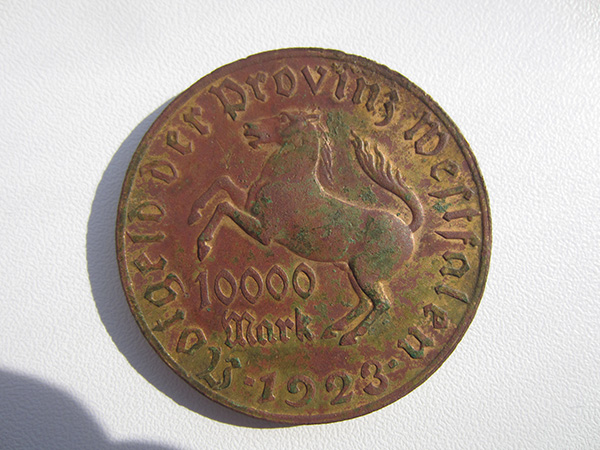 Notgeld der Provinz Westfalen
10000
Mark
· 1923 ·